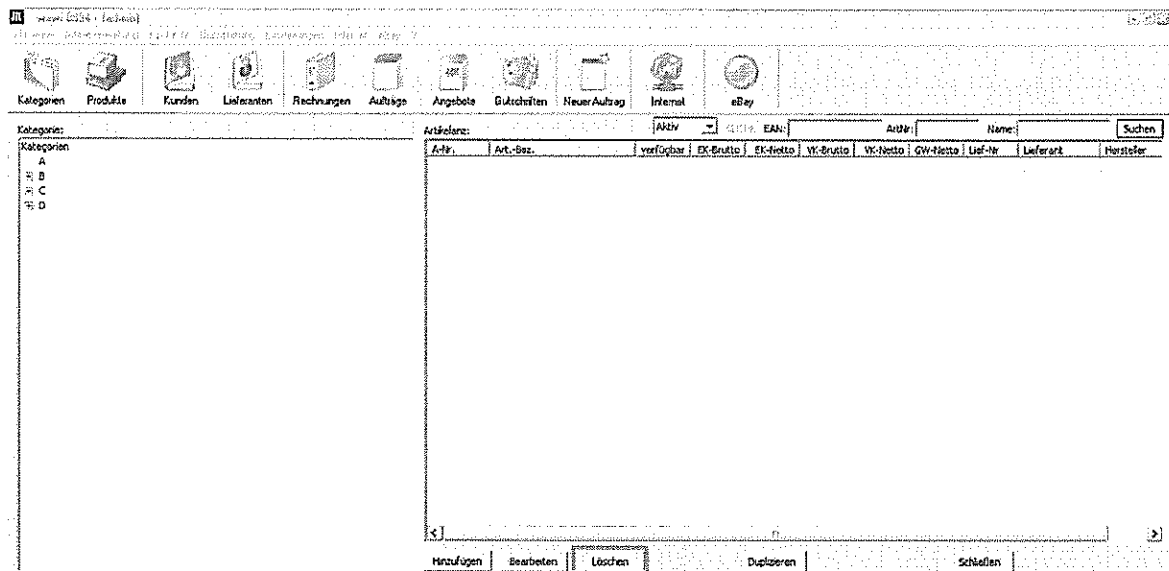 Kategorien Produkte Kunden Lieferanten Rechnungen Aufträge Angebote Gutschriften Neuer Auftrag Internet eBay
Kategorie: Artikelanz: Aktiv EAN: ArtNr: Name: Suchen
Kategorien A-Nr. Art.-Bez. verfügbar EK-Brutto EK-Netto VK-Brutto VK-Netto GW-Netto Lief-Nr Lieferant Hersteller
A
B
C
D
Hinzufügen Bearbeiten Löschen Duplizieren Schließen